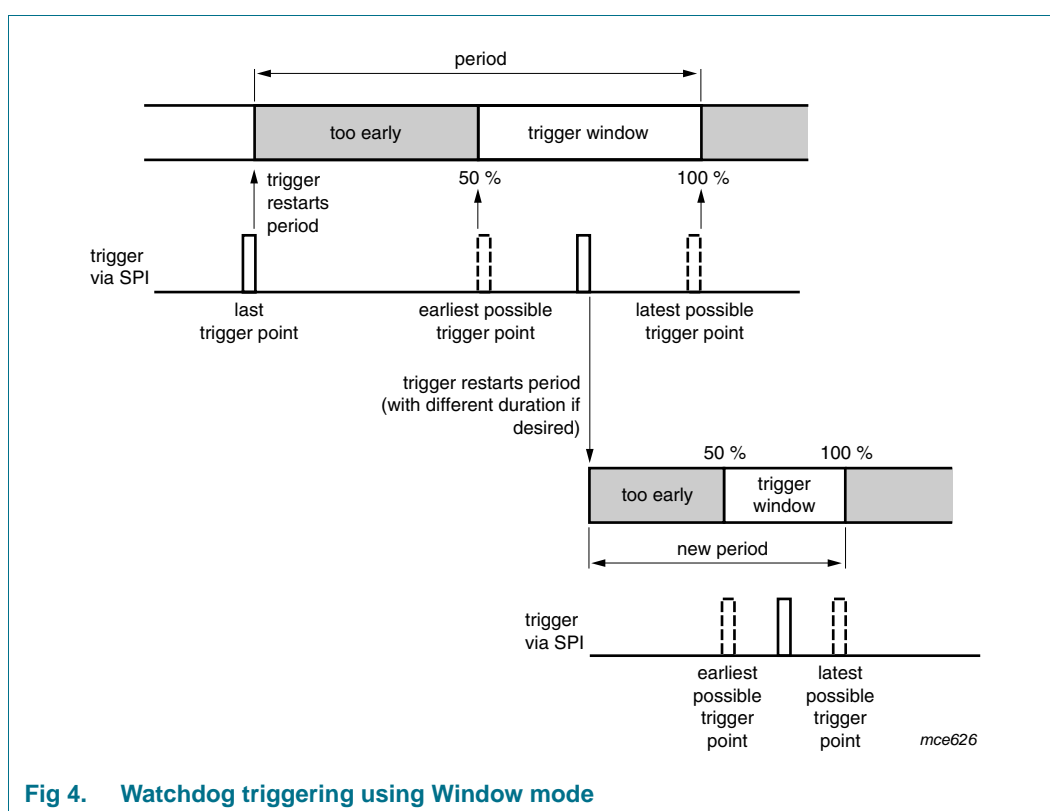 period
too early
trigger window
trigger
restarts
period
50 %
100 %
trigger
via SPI
last
trigger point
earliest possible
trigger point
latest possible
trigger point
trigger restarts period
(with different duration if
desired)
50 %
100 %
too early
trigger
window
new period
trigger
via SPI
earliest
possible
trigger
point
latest
possible
trigger
point
mce626
Fig 4. Watchdog triggering using Window mode